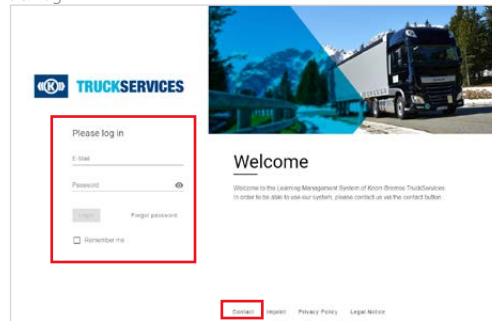 TRUCKSERVICES
Please log in
E-Mail
Password
Login
Forgot password
Remember me
Welcome
Welcome to the Learning Management System of Knorr-Bremse TruckServices.
In order to be able to use our system, please contact us via the contact button.
Contact Imprint Privacy Policy Legal Notice